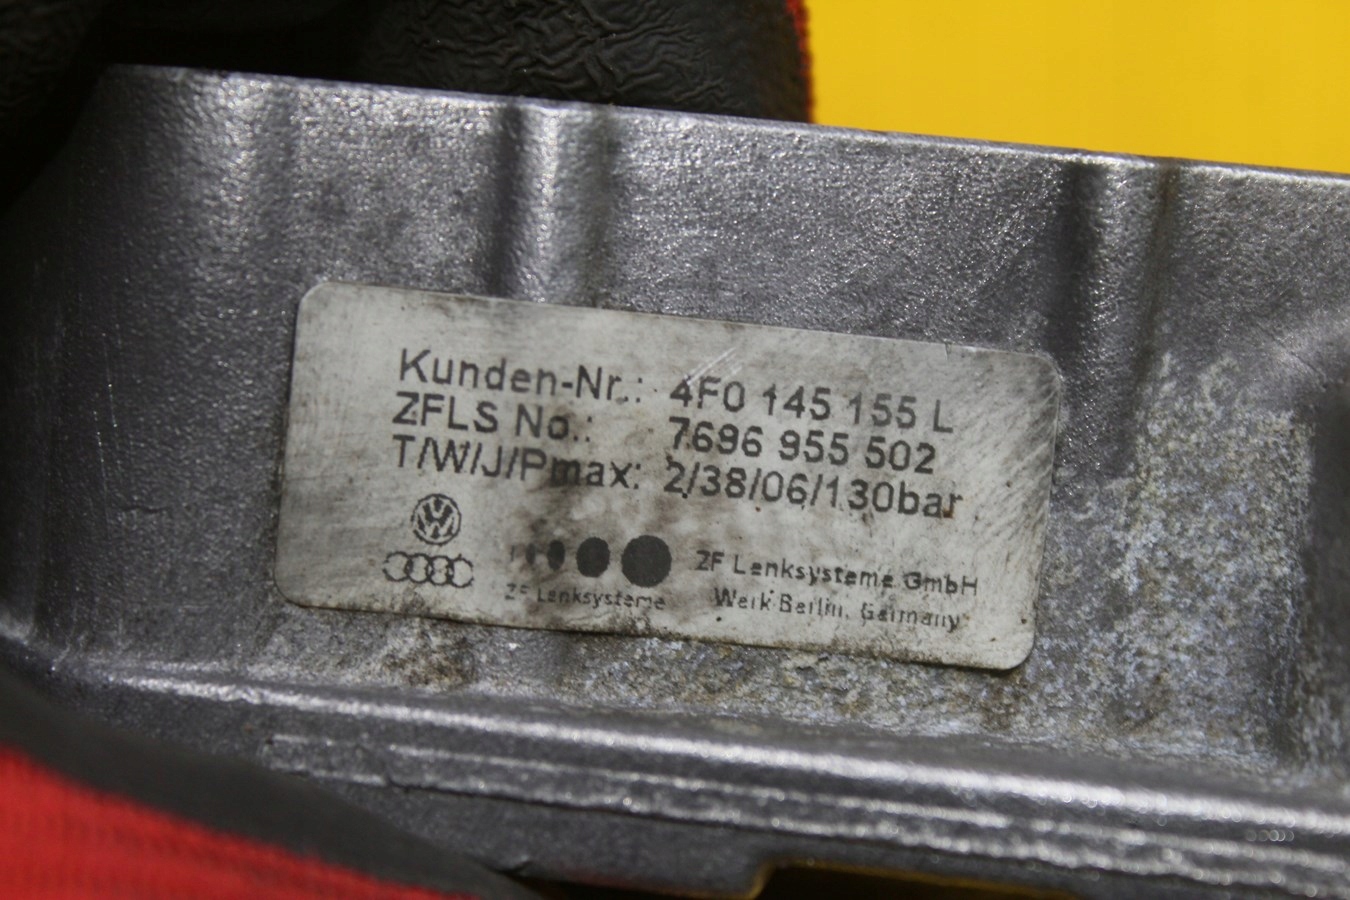 Kunden-Nr.: 4F0 145 155 L
ZFLS No.: 7696 955 502
T/W/J/Pmax: 2/38/06/130bar
ZF Lenksysteme GmbH
ZF Lenksysteme
Werk Berlin, Germany